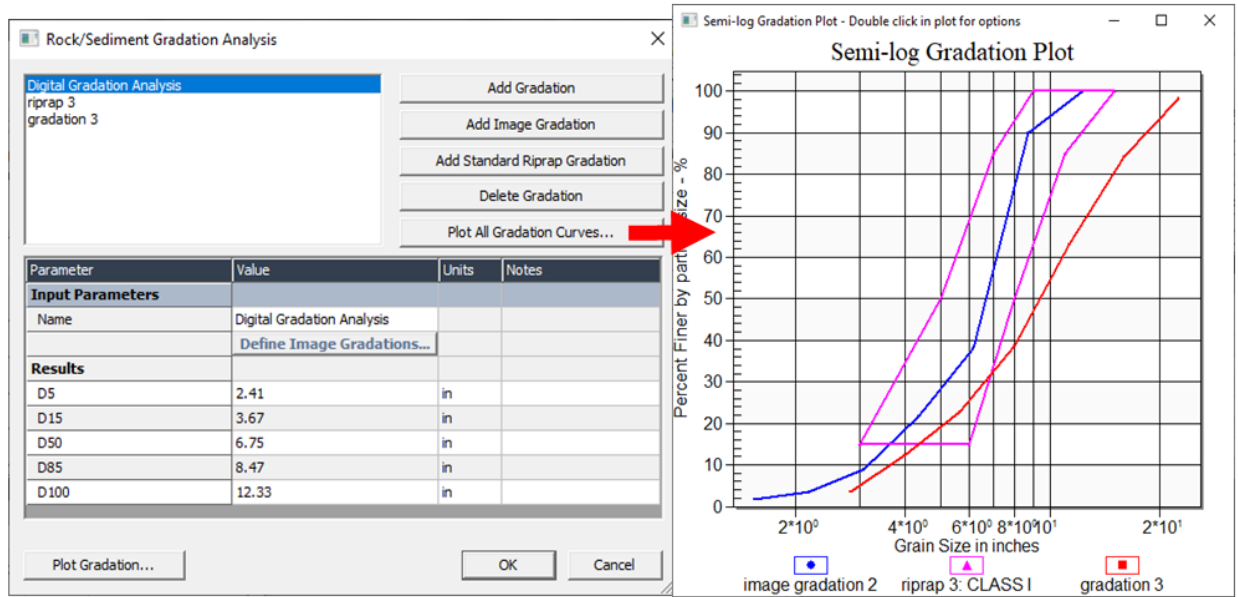 Rock/Sediment Gradation Analysis
Digital Gradation Analysis
riprap 3
gradation 3
Add Gradation
Add Image Gradation
Add Standard Riprap Gradation
Delete Gradation
Plot All Gradation Curves...
Parameter Value Units Notes
Input Parameters
Name Digital Gradation Analysis
Define Image Gradations...
Results
D5 2.41 in
D15 3.67 in
D50 6.75 in
D85 8.47 in
D100 12.33 in
Plot Gradation...
OK
Cancel
Semi-log Gradation Plot - Double click in plot for options
Semi-log Gradation Plot
Percent Finer by size - %
100
90
80
70
60
50
40
30
20
10
0
2*10⁰ 4*10⁰ 6*10⁰ 8*10⁰ 10¹ 2*10¹
Grain Size in inches
image gradation 2 riprap 3: CLASS I gradation 3